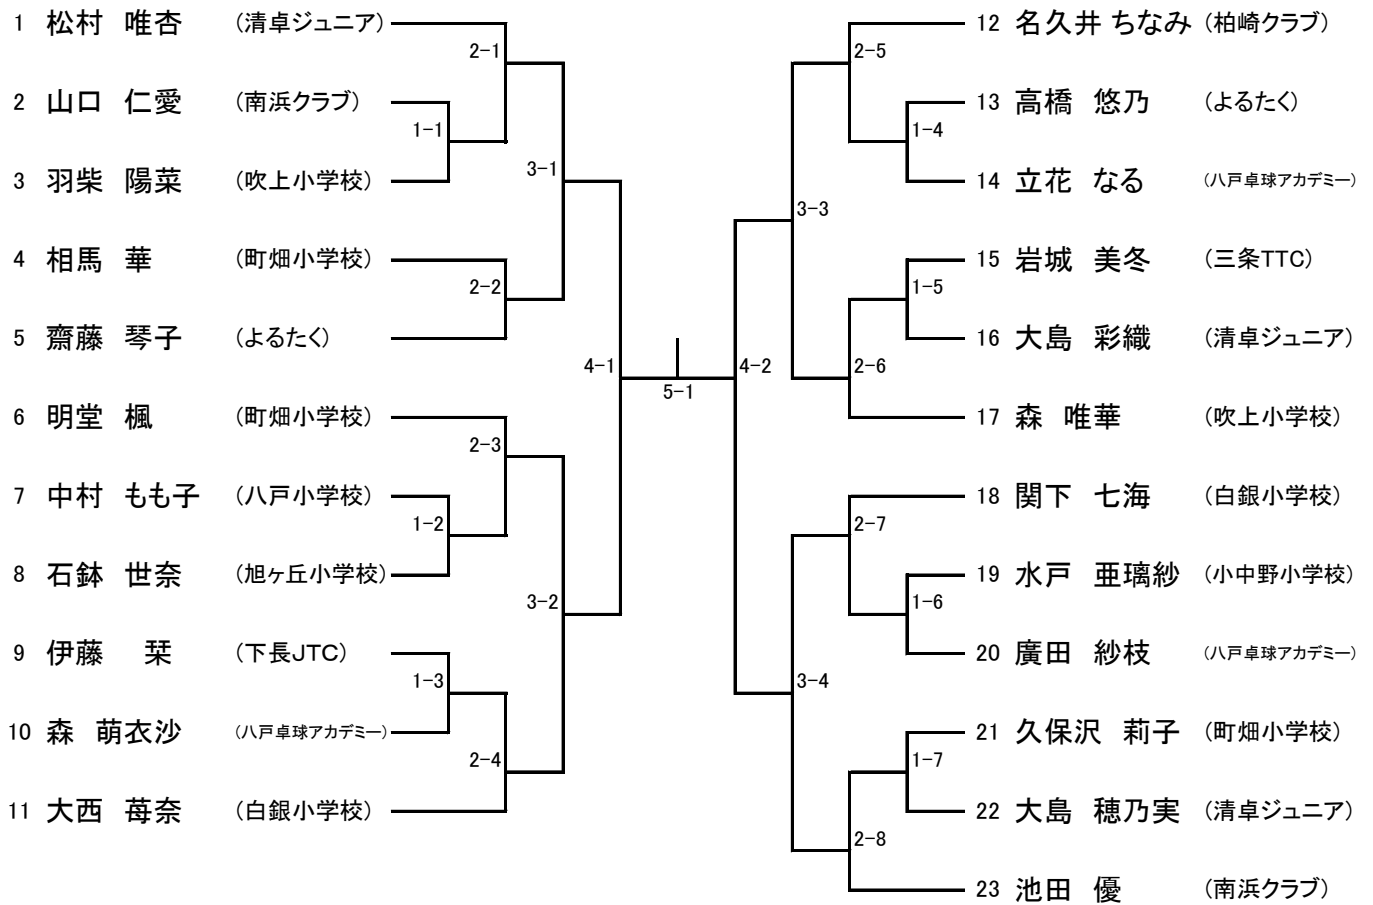 1 松村 唯杏 (清卓ジュニア)
2-1
2 山口 仁愛 (南浜クラブ)
1-1
3 羽柴 陽菜 (吹上小学校)
3-1
4 相馬 華 (町畑小学校)
2-2
5 齋藤 琴子 (よるたく)
4-1
6 明堂 楓 (町畑小学校)
2-3
7 中村 もも子 (八戸小学校)
1-2
8 石鉢 世奈 (旭ヶ丘小学校)
3-2
9 伊藤 栞 (下長JTC)
1-3
10 森 萌衣沙 (八戸卓球アカデミー)
2-4
11 大西 苺奈 (白銀小学校)
5-1
12 名久井 ちなみ (柏崎クラブ)
2-5
13 高橋 悠乃 (よるたく)
1-4
14 立花 なる (八戸卓球アカデミー)
3-3
15 岩城 美冬 (三条TTC)
1-5
16 大島 彩織 (清卓ジュニア)
4-2
2-6
17 森 唯華 (吹上小学校)
18 関下 七海 (白銀小学校)
2-7
19 水戸 亜璃紗 (小中野小学校)
1-6
20 廣田 紗枝 (八戸卓球アカデミー)
3-4
21 久保沢 莉子 (町畑小学校)
1-7
22 大島 穂乃実 (清卓ジュニア)
2-8
23 池田 優 (南浜クラブ)